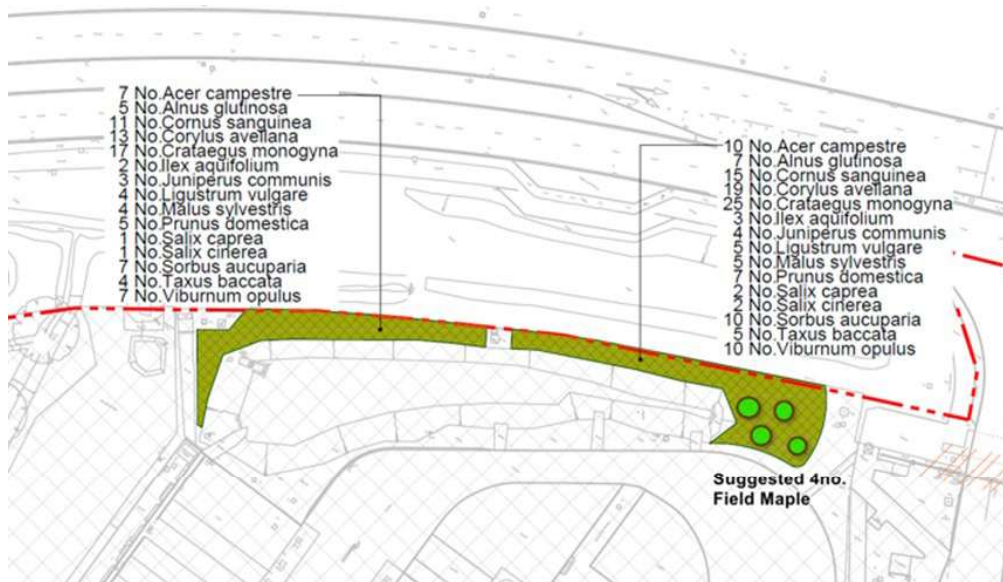 7 No.Acer campestre
5 No.Alnus glutinosa
11 No.Cornus sanguinea
13 No.Corylus avellana
17 No.Crataegus monogyna
2 No.Ilex aquifolium
3 No.Juniperus communis
4 No.Ligustrum vulgare
4 No.Malus sylvestris
5 No.Prunus domestica
1 No.Salix caprea
1 No.Salix cinerea
7 No.Sorbus aucuparia
4 No.Taxus baccata
7 No.Viburnum opulus
10 No.Acer campestre
7 No.Alnus glutinosa
15 No.Cornus sanguinea
19 No.Corylus avellana
25 No.Crataegus monogyna
3 No.Ilex aquifolium
4 No.Juniperus communis
5 No.Ligustrum vulgare
5 No.Malus sylvestris
7 No.Prunus domestica
2 No.Salix caprea
2 No.Salix cinerea
10 No.Sorbus aucuparia
5 No.Taxus baccata
10 No.Viburnum opulus
Suggested 4no.
Field Maple